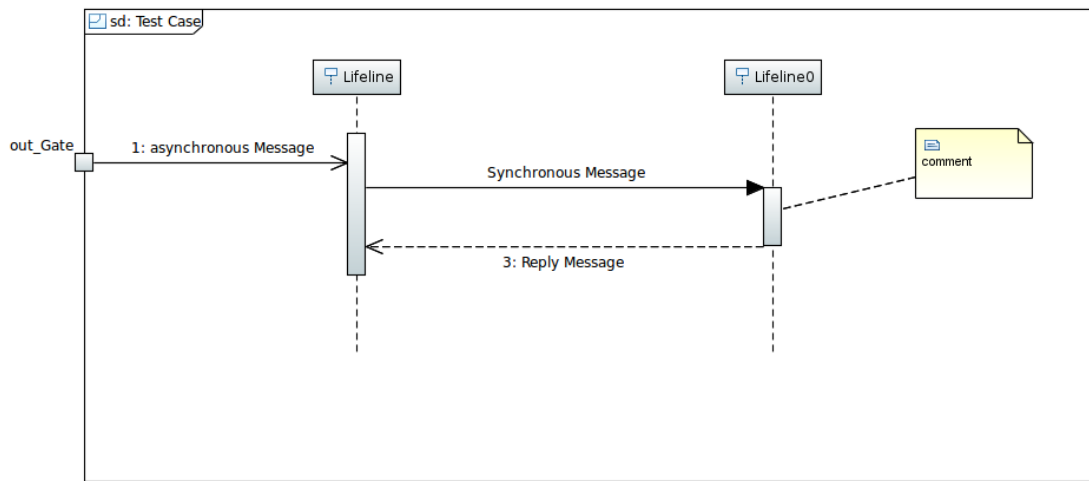 sd: Test Case
Lifeline
Lifeline0
out_Gate
1: asynchronous Message
comment
Synchronous Message
3: Reply Message